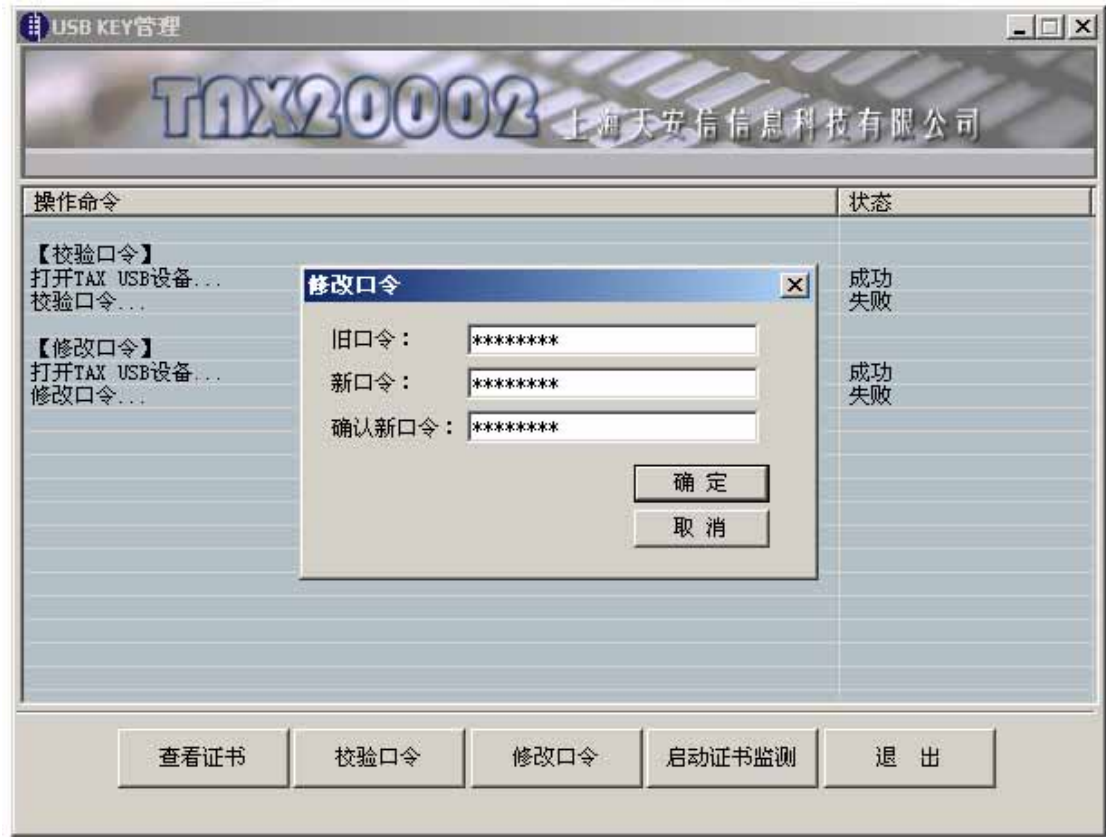 USB KEY管理
TAX20002 上海天安信信息科技有限公司
操作命令 状态
【校验口令】
打开TAX USB设备... 成功
校验口令... 失败
【修改口令】
打开TAX USB设备... 成功
修改口令... 失败
修改口令
旧口令： ********
新口令： ********
确认新口令： ********
确 定
取 消
查看证书 校验口令 修改口令 启动证书监测 退 出